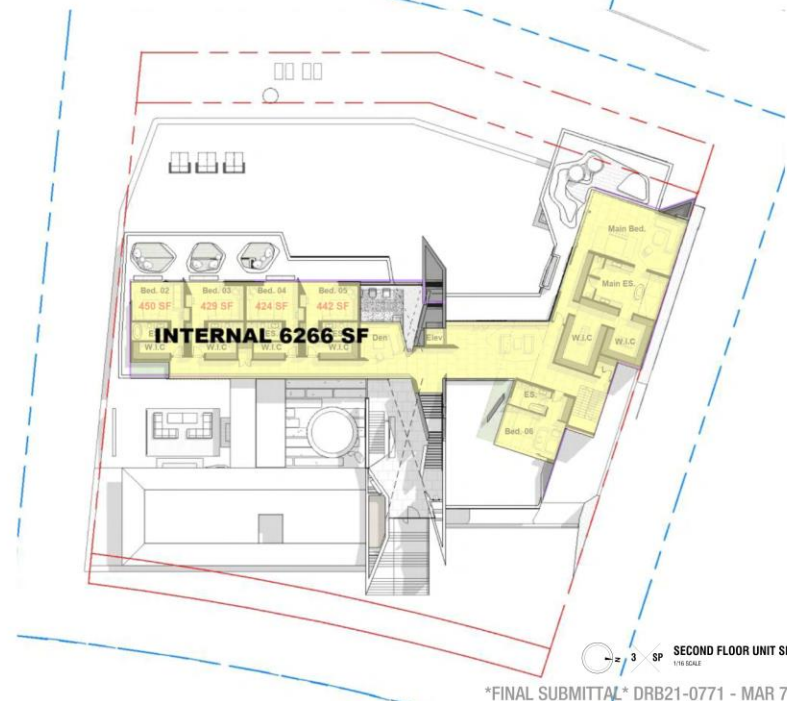 Main Bed.
Main ES.
W.I.C
W.I.C
Bed. 02
450 SF
Bed. 03
429 SF
Bed. 04
424 SF
Bed. 05
442 SF
INTERNAL 6266 SF
ES.
W.I.C
W.I.C
W.I.C
W.I.C
Den
Elev
ES.
Bed. 06
L
N
3 SP SECOND FLOOR UNIT S
1/16 SCALE
*FINAL SUBMITTAL* DRB21-0771 - MAR 7